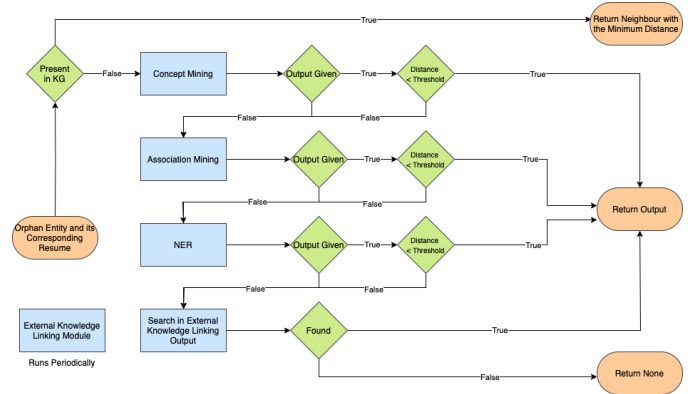 True
Return Neighbour with
the Minimum Distance
Present
in KG
False
Concept Mining
Output Given
True
Distance
< Threshold
True
False
False
Association Mining
Output Given
True
Distance
< Threshold
True
False
False
Return Output
Orphan Entity and its
Corresponding
Resume
NER
Output Given
True
Distance
< Threshold
True
False
False
External Knowledge
Linking Module
Runs Periodically
Search in External
Knowledge Linking
Output
Found
True
False
Return None